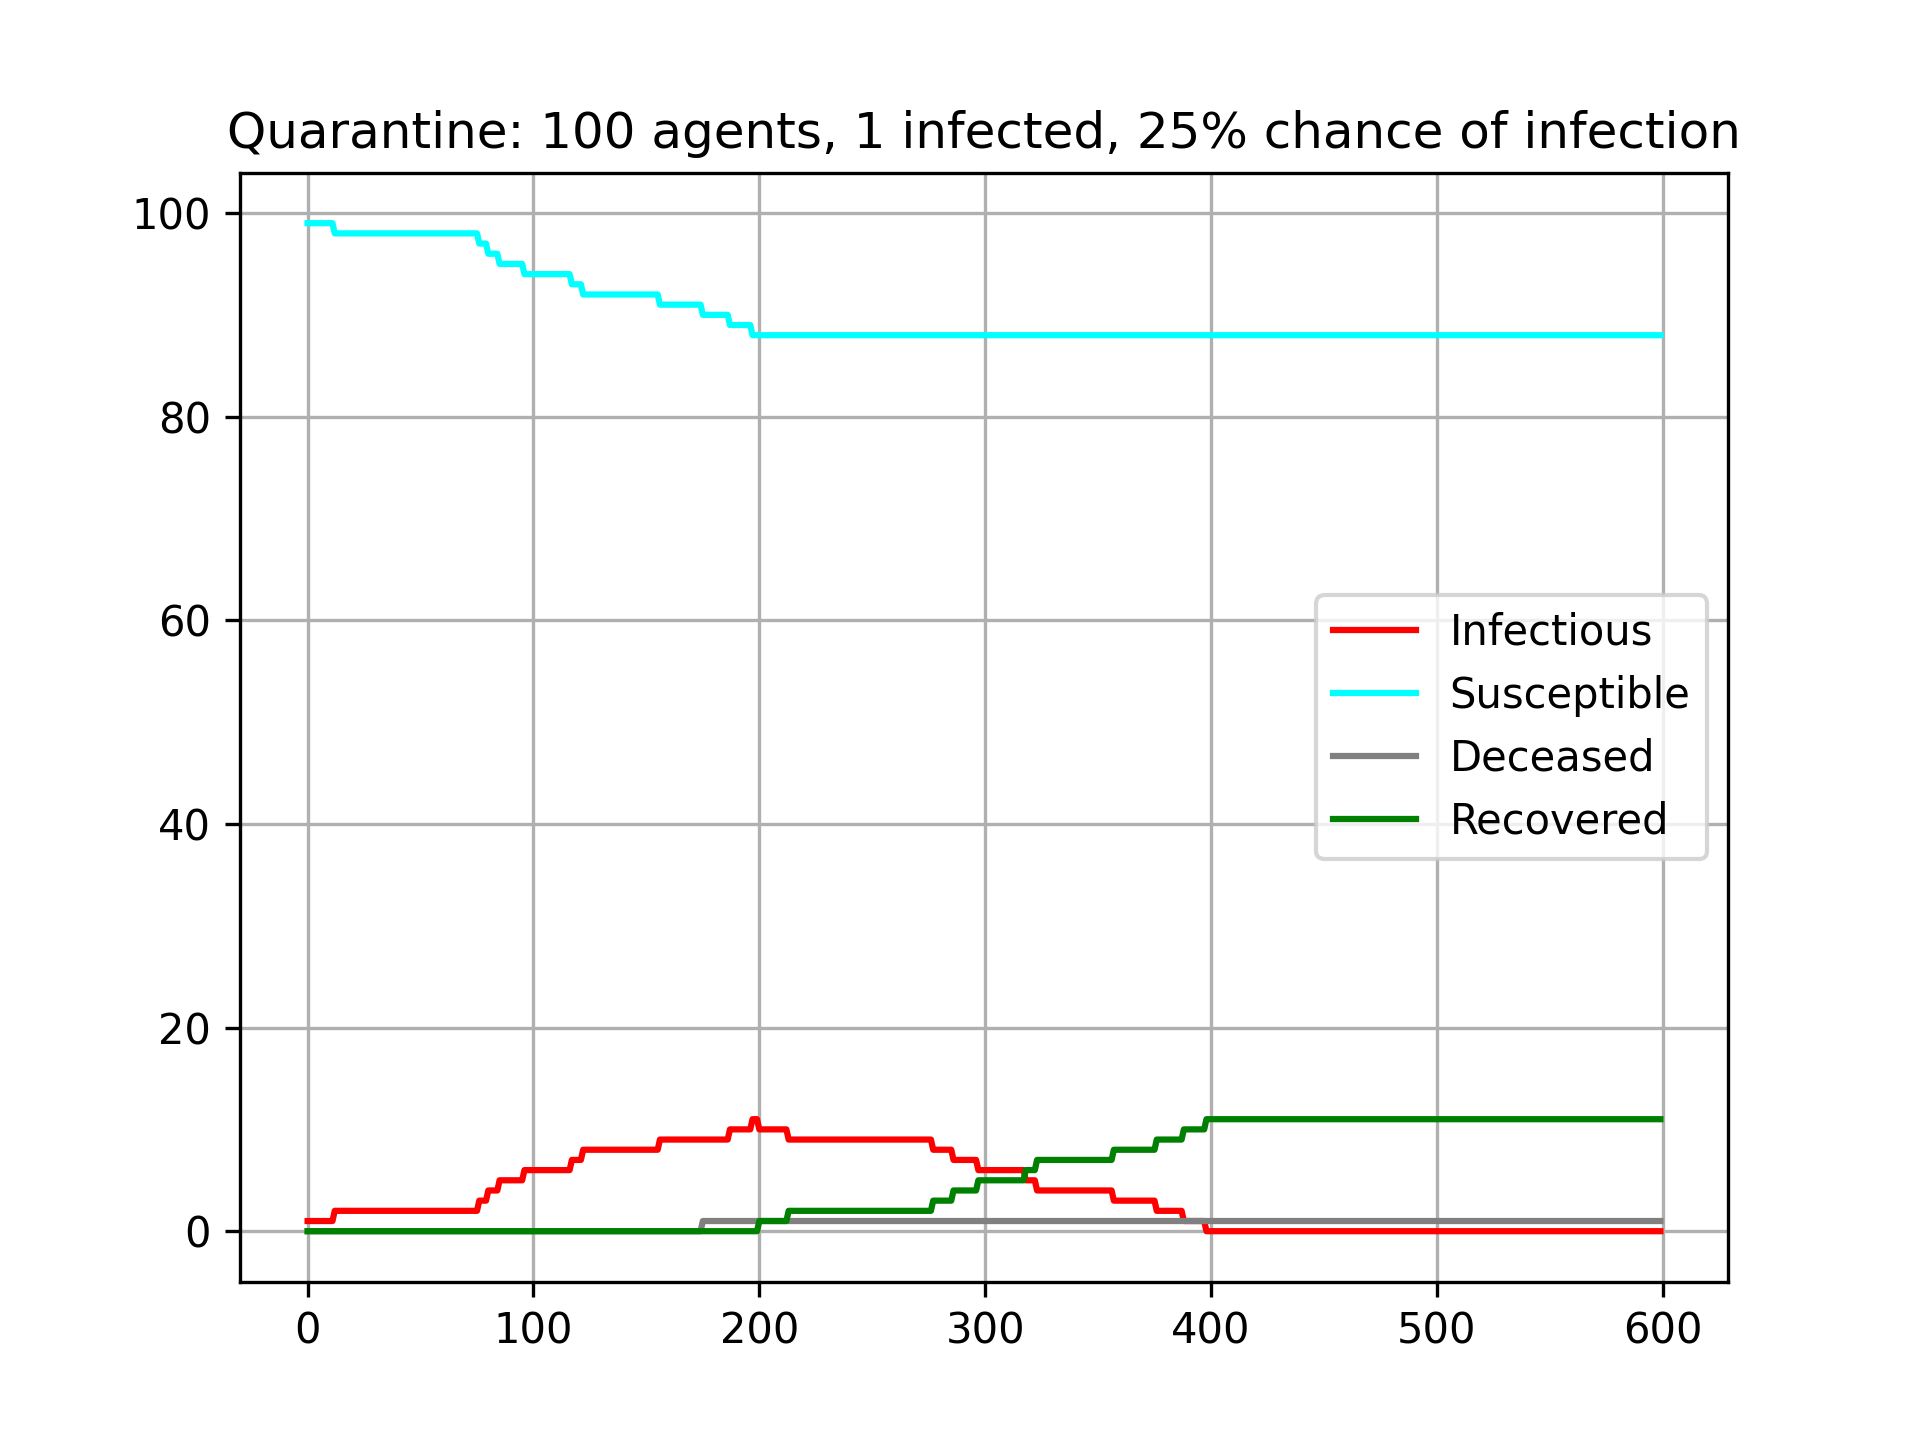 Quarantine: 100 agents, 1 infected, 25% chance of infection
100
80
60
40
20
0
Infectious
Susceptible
Deceased
Recovered
0 100 200 300 400 500 600